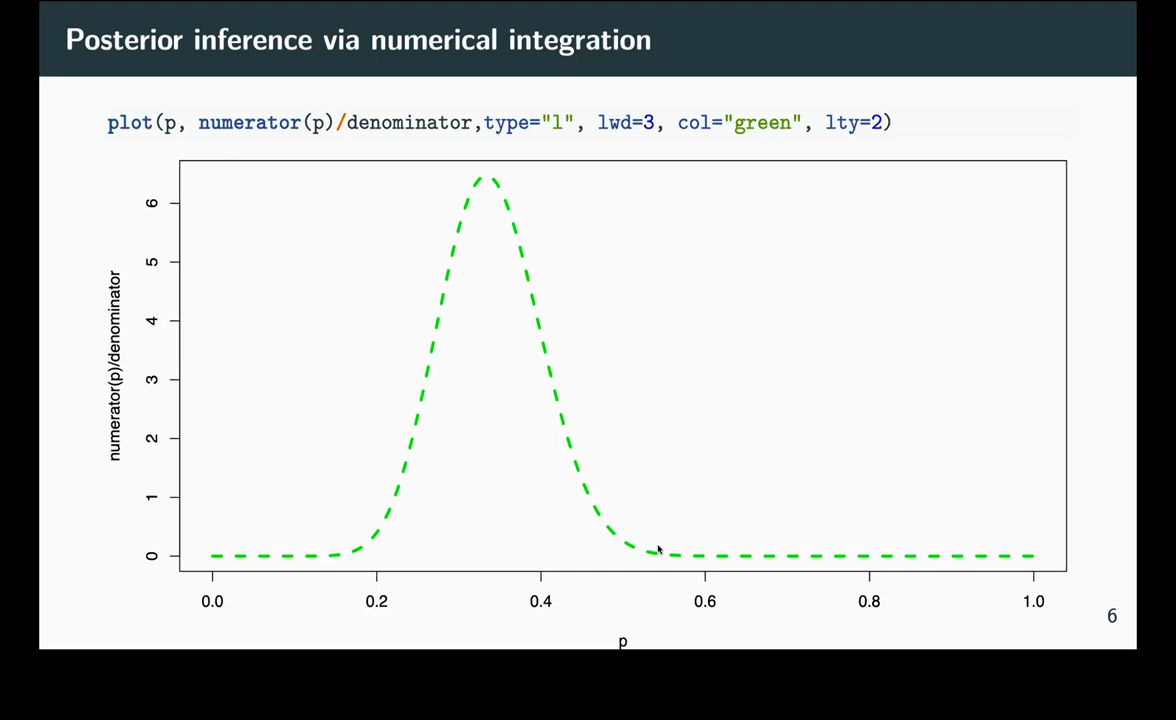 Posterior inference via numerical integration
plot(p, numerator(p)/denominator,type="l", lwd=3, col="green", lty=2)
numerator(p)/denominator
6
5
4
3
2
1
0
0.0 0.2 0.4 0.6 0.8 1.0
p
6